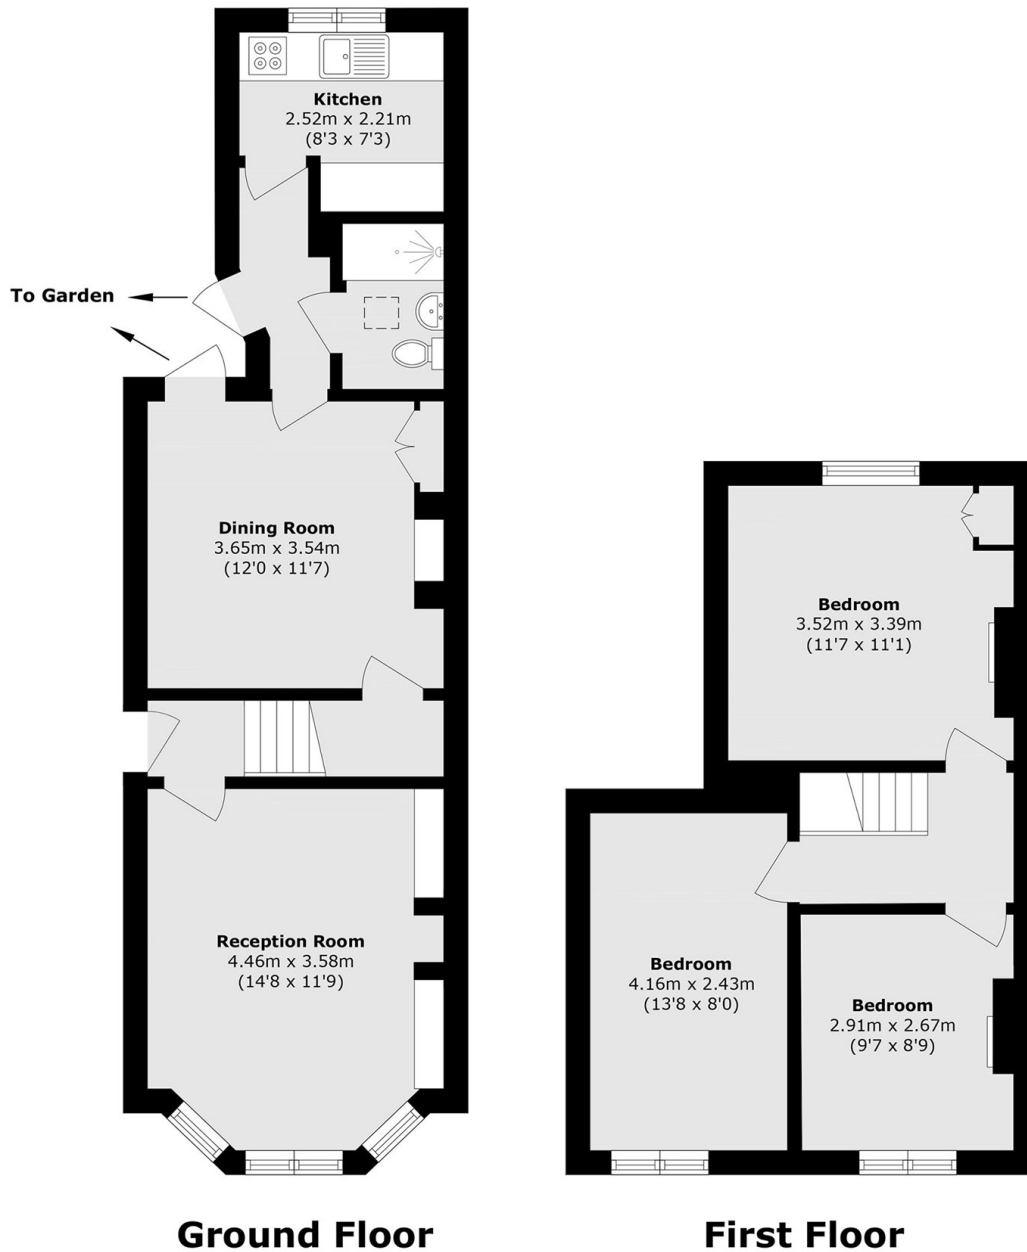 Kitchen
2.52m x 2.21m
(8'3 x 7'3)
To Garden
Dining Room
3.65m x 3.54m
(12'0 x 11'7)
Reception Room
4.46m x 3.58m
(14'8 x 11'9)
Ground Floor
Bedroom
3.52m x 3.39m
(11'7 x 11'1)
Bedroom
4.16m x 2.43m
(13'8 x 8'0)
Bedroom
2.91m x 2.67m
(9'7 x 8'9)
First Floor